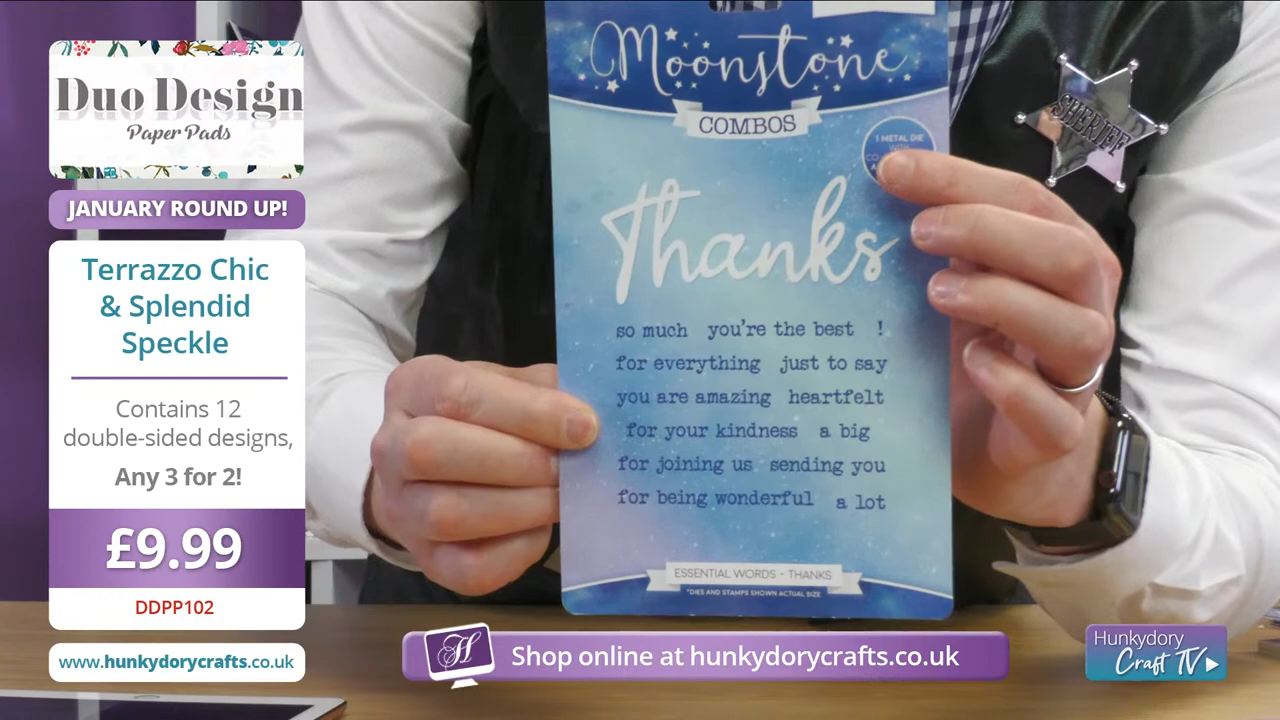 Duo Design
Paper Pads
JANUARY ROUND UP!
Terrazzo Chic
& Splendid
Speckle
Contains 12
double-sided designs,
Any 3 for 2!
£9.99
DDPP102
www.hunkydorycrafts.co.uk
Moonstone
COMBOS
1 METAL DIE
WITH
Thanks
so much you're the best !
for everything just to say
you are amazing heartfelt
for your kindness a big
for joining us sending you
for being wonderful a lot
ESSENTIAL WORDS - THANKS
*DIES AND STAMPS SHOWN ACTUAL SIZE
SHERIFF
H
Shop online at hunkydorycrafts.co.uk
Hunkydory
Craft TV